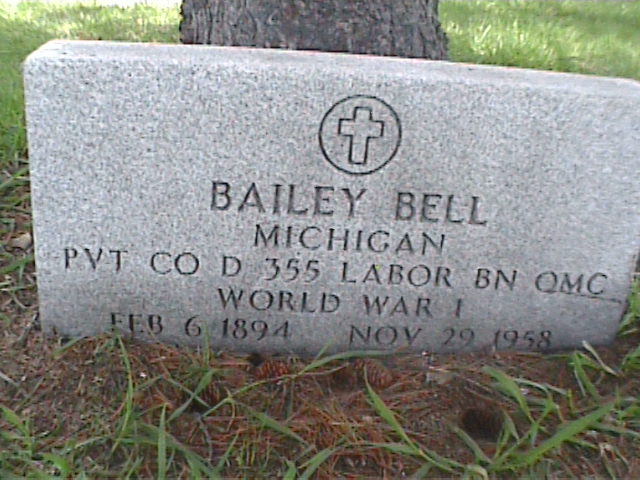 BAILEY BELL
MICHIGAN
PVT CO D 355 LABOR BN QMC
WORLD WAR I
FEB 6 1894 NOV 29 1958